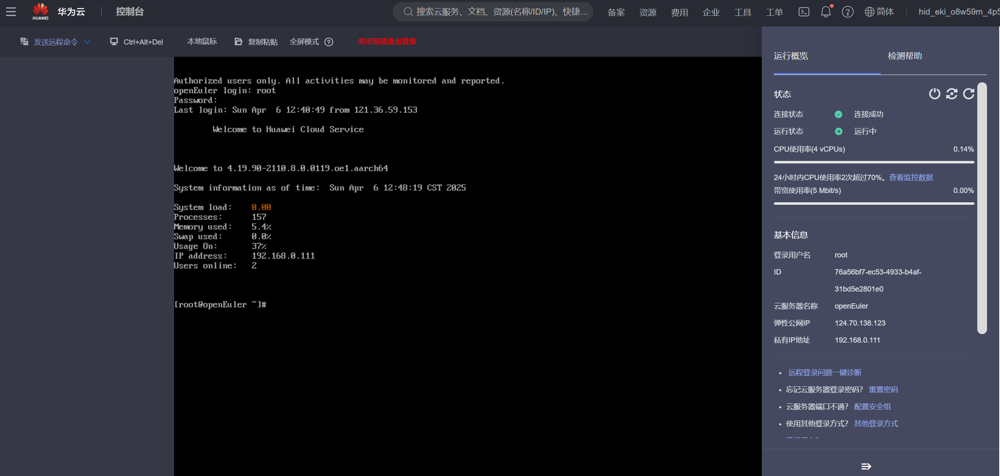 HUAWEI
华为云
控制台
搜索云服务、文档、资源(名称/ID/IP)、快捷...
备案
资源
费用
企业
工具
工单
简体
hid_eki_o8w59m_4p5
发送远程命令
Ctrl+Alt+Del
本地鼠标
复制粘贴
全屏模式
关闭前请退出登录
Authorized users only. All activities may be monitored and reported.
openEuler login: root
Password:
Last login: Sun Apr  6 12:40:49 from 121.36.59.153
Welcome to Huawei Cloud Service
Welcome to 4.19.90-2110.8.0.0119.oe1.aarch64
System information as of time:  Sun Apr  6 12:48:19 CST 2025
System load:    0.00
Processes:      157
Memory used:    5.4%
Swap used:      0.0%
Usage On:       37%
IP address:     192.168.0.111
Users online:   2
[root@openEuler ~]#
运行概览
检测帮助
状态
连接状态 连接成功
运行状态 运行中
CPU使用率(4 vCPUs) 0.14%
24小时内CPU使用率2次超过70%。查看监控数据
带宽使用率(5 Mbit/s) 0.00%
基本信息
登录用户名 root
ID 76a56bf7-ec53-4933-b4af-
31bd5e2801e0
云服务器名称 openEuler
弹性公网IP 124.70.138.123
私有IP地址 192.168.0.111
• 远程登录问题一键诊断
• 忘记云服务器登录密码？ 重置密码
• 云服务器端口不通？ 配置安全组
• 使用其他登录方式？ 其他登录方式